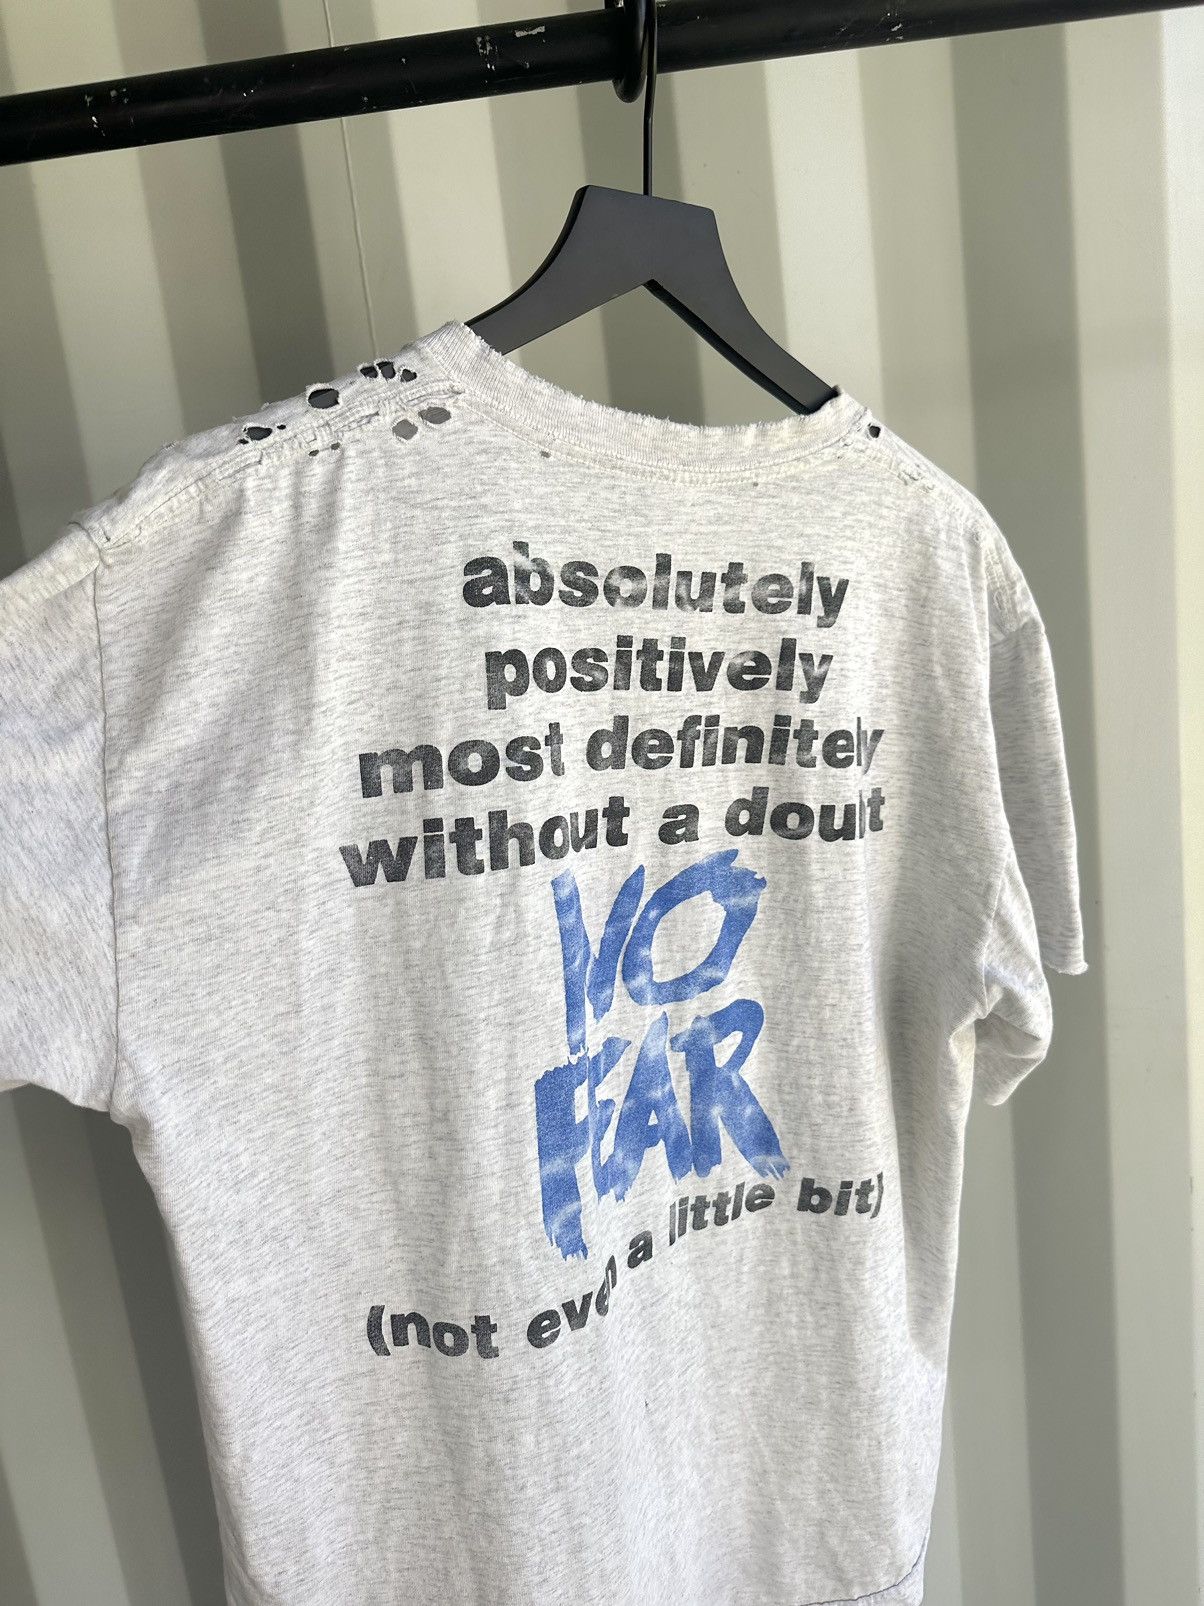 absolutely
positively
most definitely
without a doubt
NO
FEAR
(not even a little bit)